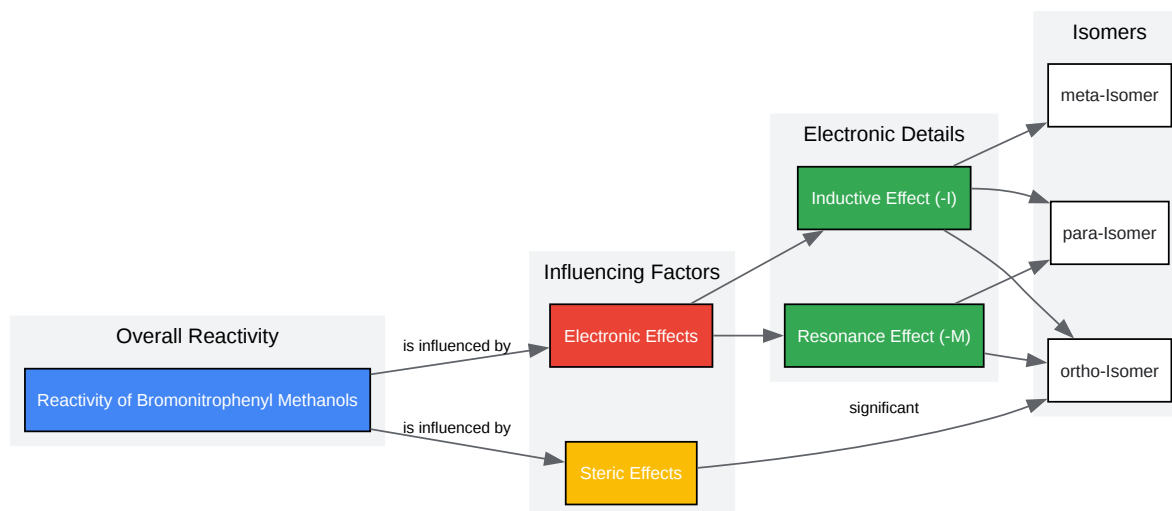 Overall Reactivity
Reactivity of Bromonitrophenyl Methanols
is influenced by
is influenced by
Influencing Factors
Electronic Effects
Steric Effects
Electronic Details
Inductive Effect (-I)
Resonance Effect (-M)
significant
Isomers
meta-Isomer
para-Isomer
ortho-Isomer